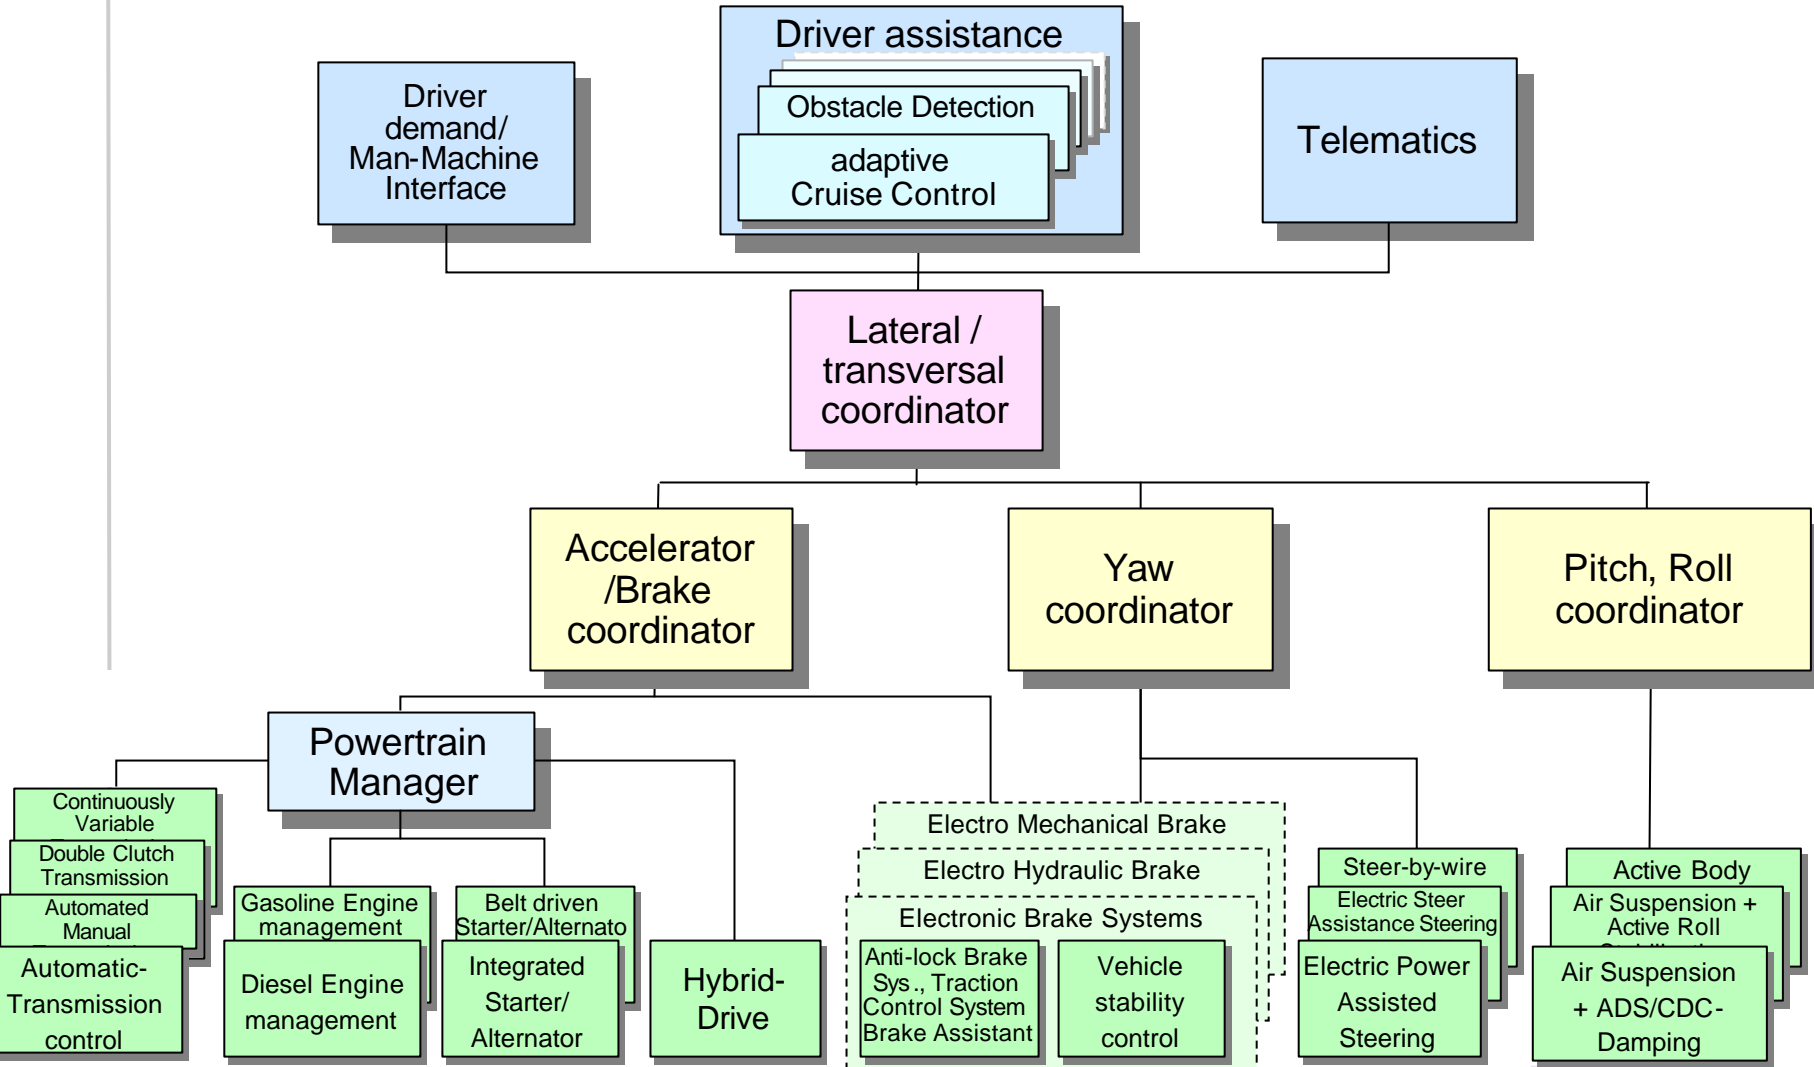 Driver assistance
Driver
demand/
Man-Machine
Interface
Obstacle Detection
adaptive
Cruise Control
Telematics
Lateral /
transversal
coordinator
Accelerator
/Brake
coordinator
Yaw
coordinator
Pitch, Roll
coordinator
Powertrain
Manager
Continuously
Variable
Double Clutch
Transmission
Automated
Manual
Automatic-
Transmission
control
Gasoline Engine
management
Diesel Engine
management
Belt driven
Starter/Alternato
Integrated
Starter/
Alternator
Hybrid-
Drive
Electro Mechanical Brake
Electro Hydraulic Brake
Electronic Brake Systems
Anti-lock Brake
Sys., Traction
Control System
Brake Assistant
Vehicle
stability
control
Steer-by-wire
Electric Steer
Assistance Steering
Electric Power
Assisted
Steering
Active Body
Air Suspension +
Active Roll
Air Suspension
+ ADS/CDC-
Damping